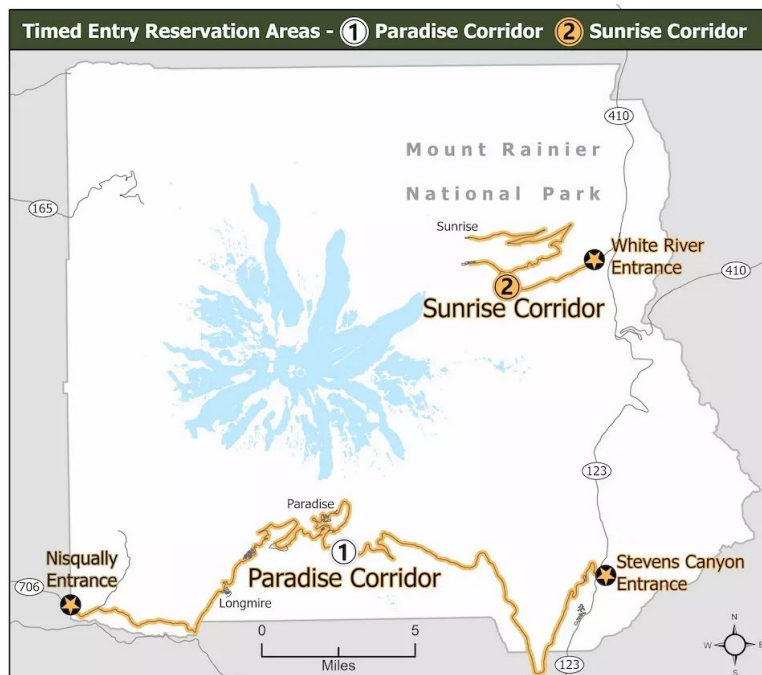 Timed Entry Reservation Areas - 1 Paradise Corridor 2 Sunrise Corridor
410
Mount Rainier
National Park
165
Sunrise
White River
Entrance
410
2
Sunrise Corridor
123
Paradise
1
Paradise Corridor
Nisqually
Entrance
706
Longmire
Stevens Canyon
Entrance
0 5
Miles
123
N
W E
S